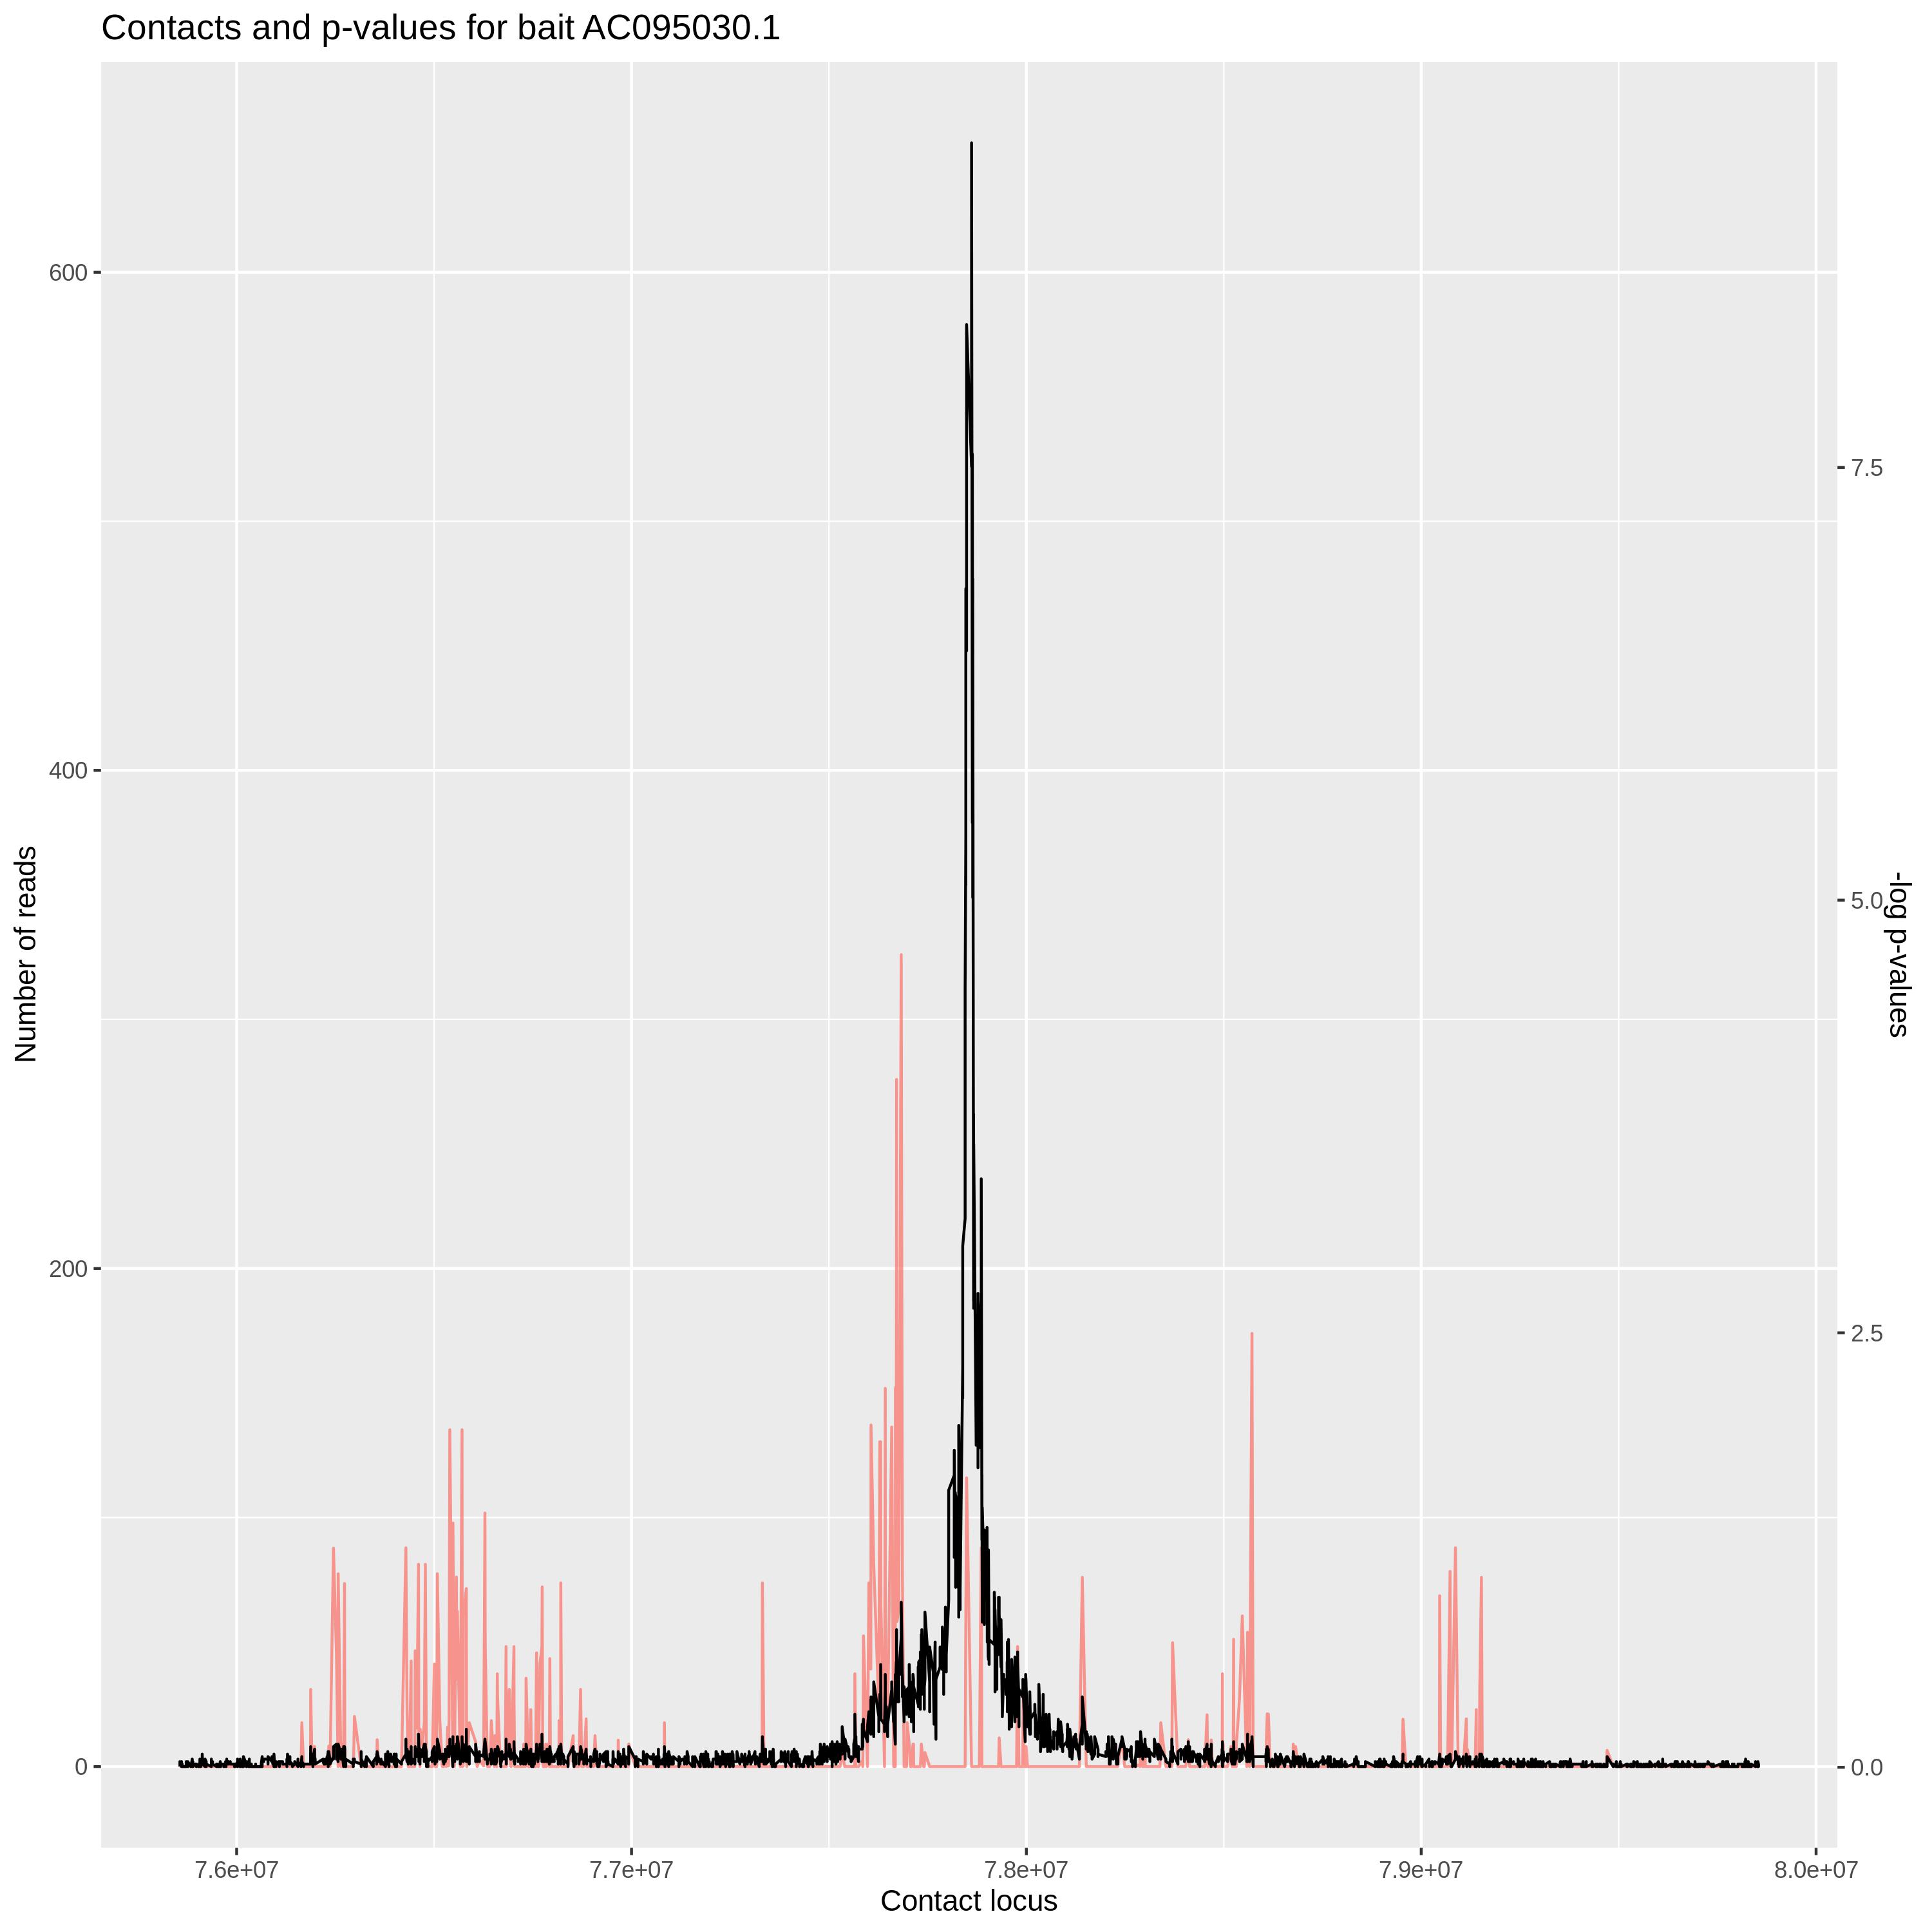 Contacts and p-values for bait AC095030.1
600
400
200
0
Number of reads
7.5
5.0
2.5
0.0
-log p-values
7.6e+07
7.7e+07
7.8e+07
7.9e+07
8.0e+07
Contact locus